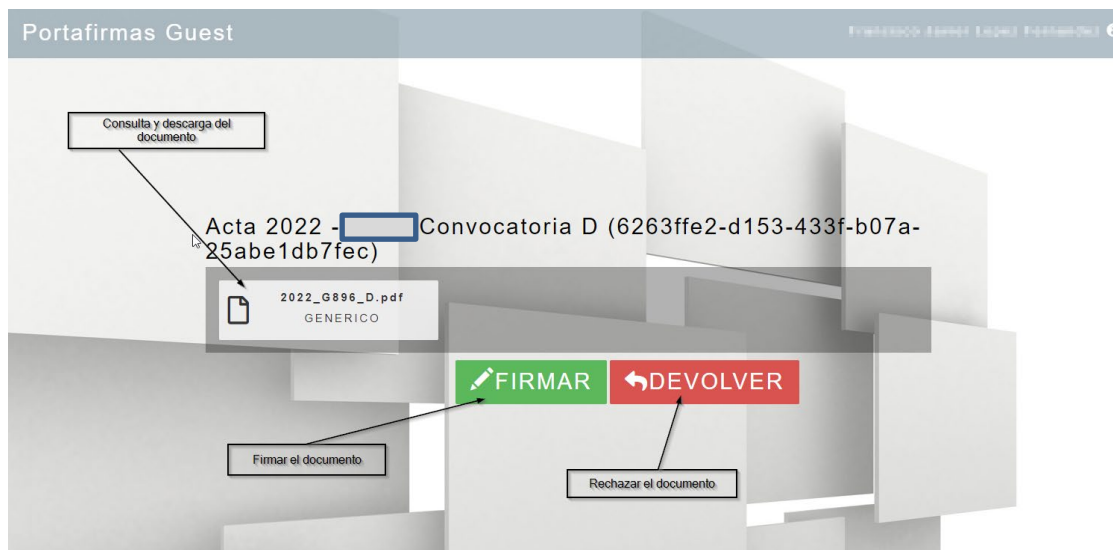 Portafirmas Guest
Consulta y descarga del
documento
Acta 2022 - Convocatoria D (6263ffe2-d153-433f-b07a-
25abe1db7fec)
2022_G896_D.pdf
GENERICO
FIRMAR
DEVOLVER
Firmar el documento
Rechazar el documento